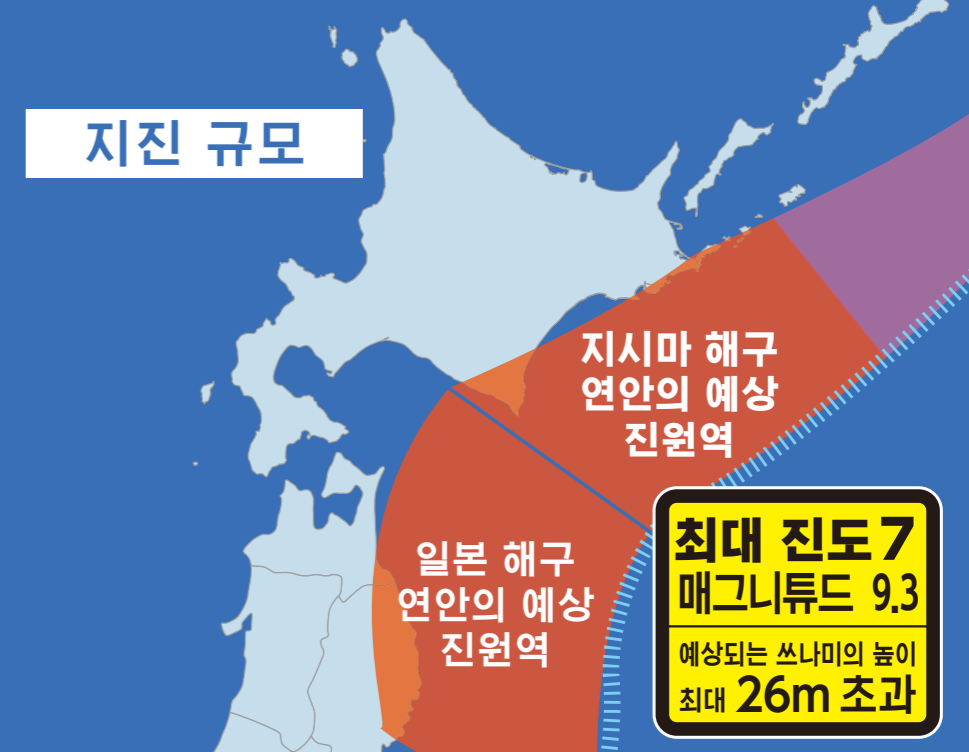 지진 규모
지시마 해구
연안의 예상
진원역
일본 해구
연안의 예상
진원역
최대 진도 7
매그니튜드 9.3
예상되는 쓰나미의 높이
최대 26m 초과